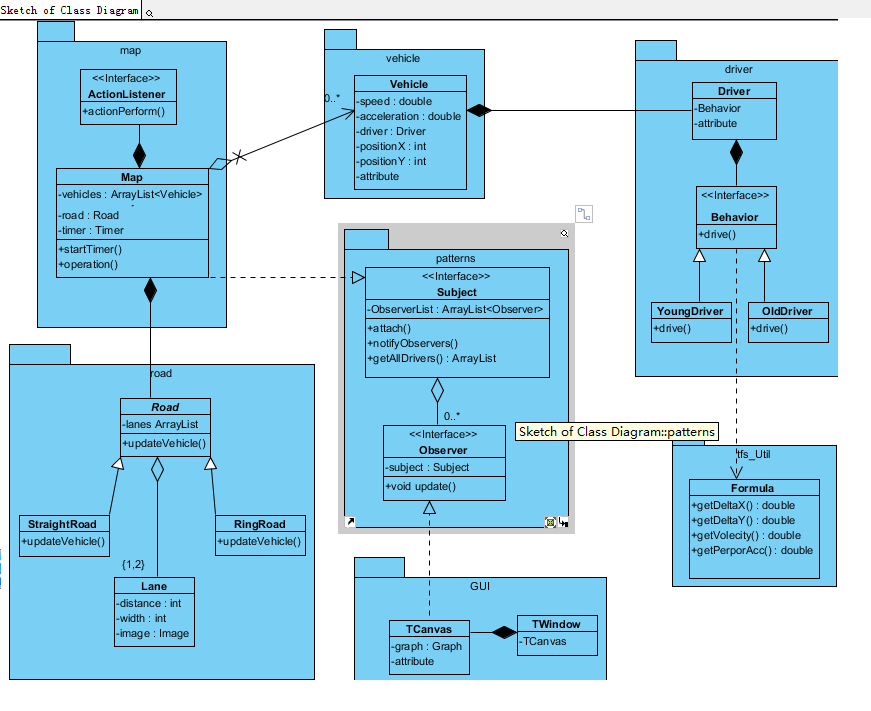 Sketch of Class Diagram
map
<<Interface>>
ActionListener
+actionPerform()
Map
-vehicles : ArrayList<Vehicle>
-road : Road
-timer : Timer
+startTimer()
+operation()
vehicle
0..*
Vehicle
-speed : double
-acceleration : double
-driver : Driver
-positionX : int
-positionY : int
-attribute
driver
Driver
-Behavior
-attribute
<<Interface>>
Behavior
+drive()
YoungDriver
+drive()
OldDriver
+drive()
patterns
<<Interface>>
Subject
-ObserverList : ArrayList<Observer>
+attach()
+notifyObservers()
+getAllDrivers() : ArrayList
0..*
<<Interface>>
Observer
-subject : Subject
+void update()
Sketch of Class Diagram::patterns
road
Road
-lanes ArrayList
+updateVehicle()
StraightRoad
+updateVehicle()
RingRoad
+updateVehicle()
{1,2}
Lane
-distance : int
-width : int
-image : Image
tfs_Util
Formula
+getDeltaX() : double
+getDeltaY() : double
+getVolecity() : double
+getPerporAcc() : double
GUI
TCanvas
-graph : Graph
-attribute
TWindow
-TCanvas